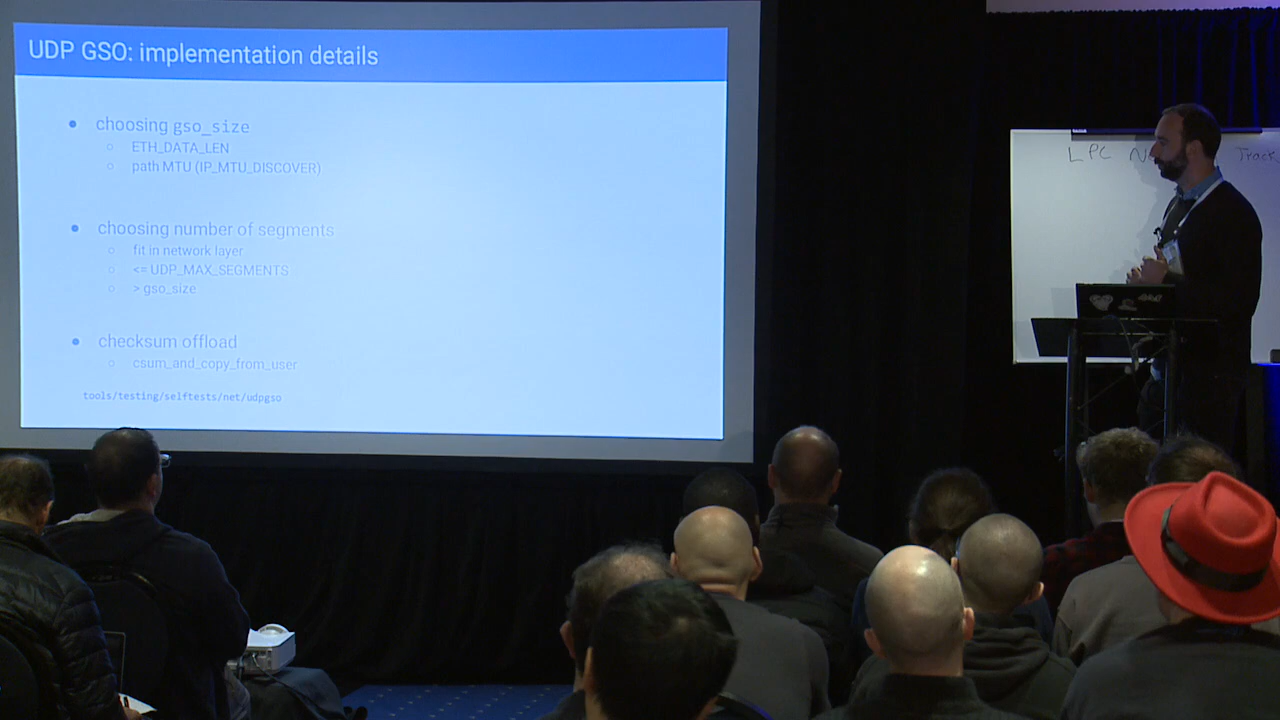 UDP GSO: implementation details
• choosing gso_size
○ ETH_DATA_LEN
○ path MTU (IP_MTU_DISCOVER)
• choosing number of segments
○ fit in network layer
○ <= UDP_MAX_SEGMENTS
○ > gso_size
• checksum offload
○ csum_and_copy_from_user
tools/testing/selftests/net/udpgso
LPC Track